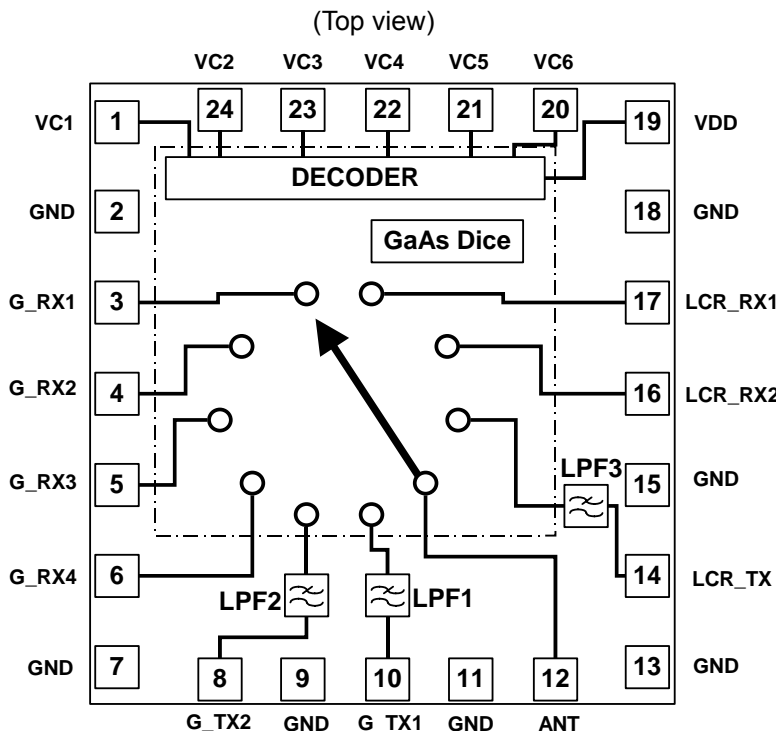 (Top view)
VC2 VC3 VC4 VC5 VC6
24 23 22 21 20
VC1 1 19 VDD
DECODER
GND 2 18 GND
GaAs Dice
G_RX1 3 17 LCR_RX1
G_RX2 4 16 LCR_RX2
G_RX3 5 15 GND
LPF3
G_RX4 6 14 LCR_TX
LPF2 LPF1
GND 7 13 GND
8 9 10 11 12
G_TX2 GND G_TX1 GND ANT